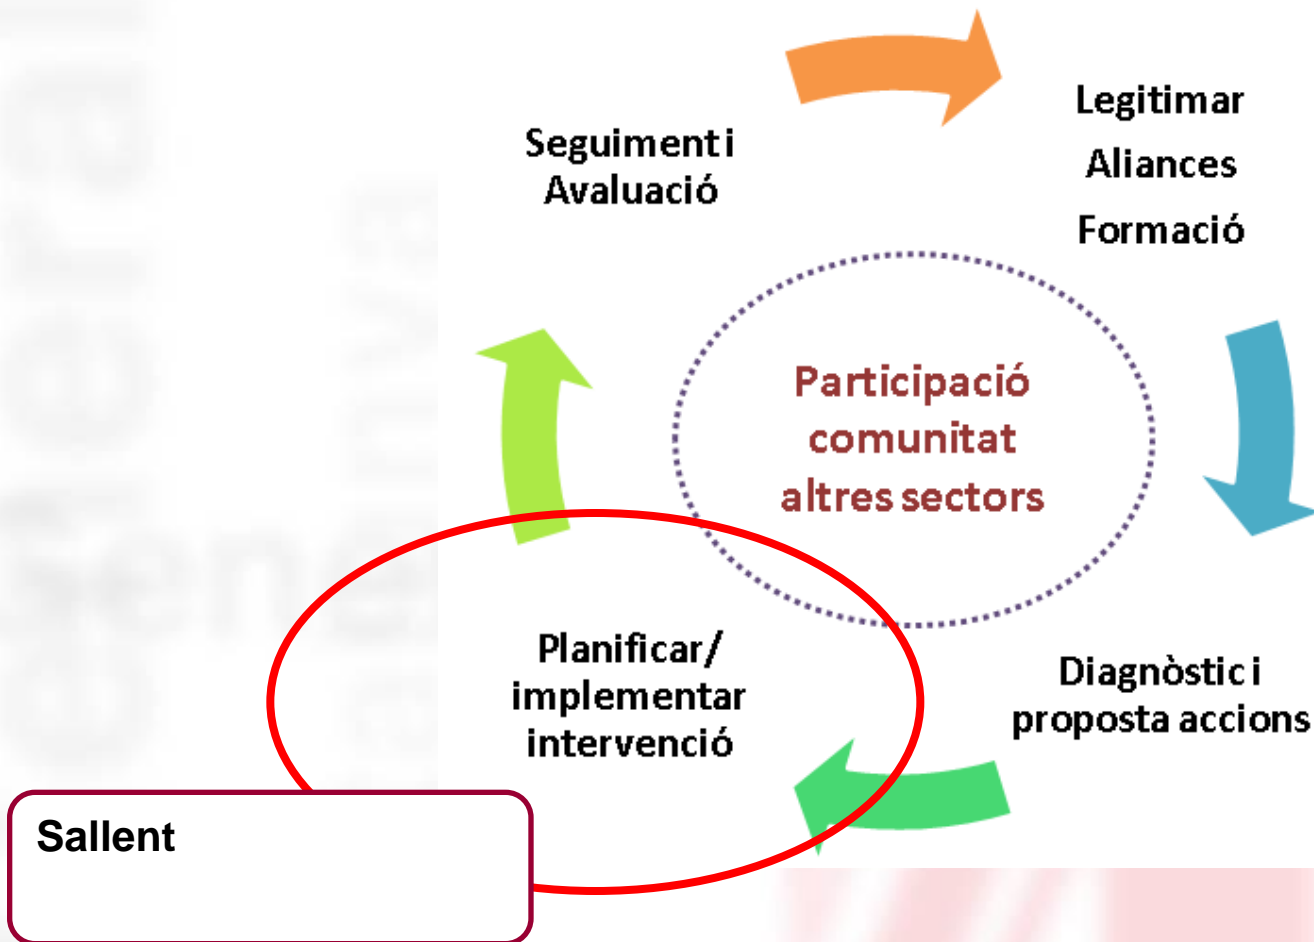 Seguiment i
Avaluació
Legitimar
Aliances
Formació
Participació
comunitat
altres sectors
Planificar/
implementar
intervenció
Diagnòstic i
proposta accions
Sallent